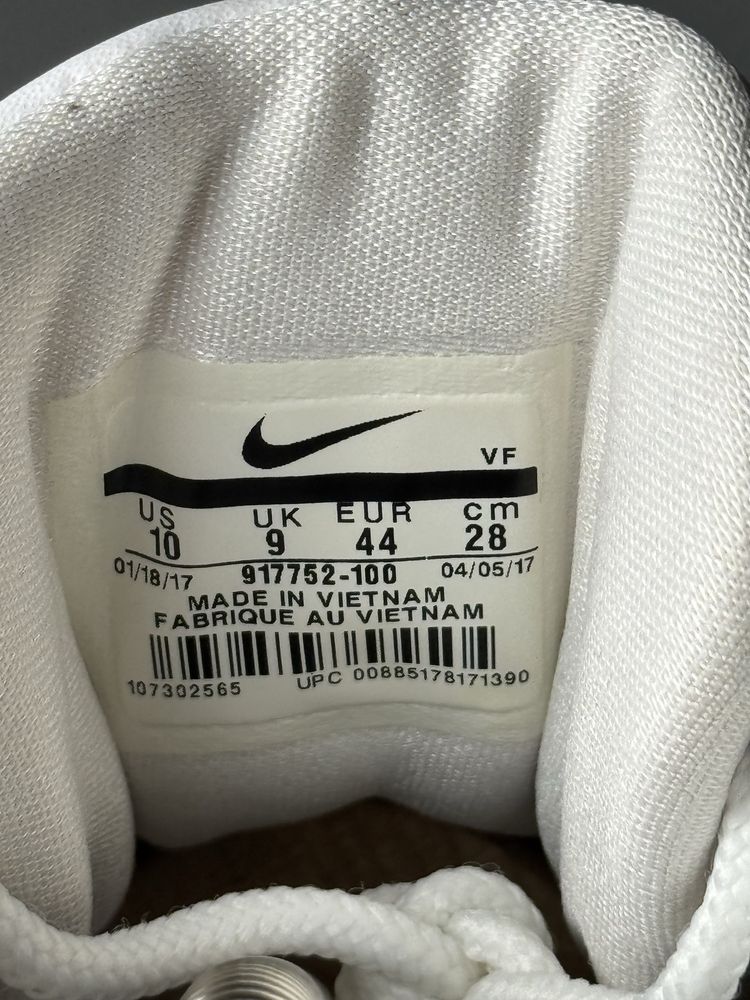 VF
US UK EUR cm
10 9 44 28
01/18/17 917752-100 04/05/17
MADE IN VIETNAM
FABRIQUE AU VIETNAM
107302565 UPC 00885178171390